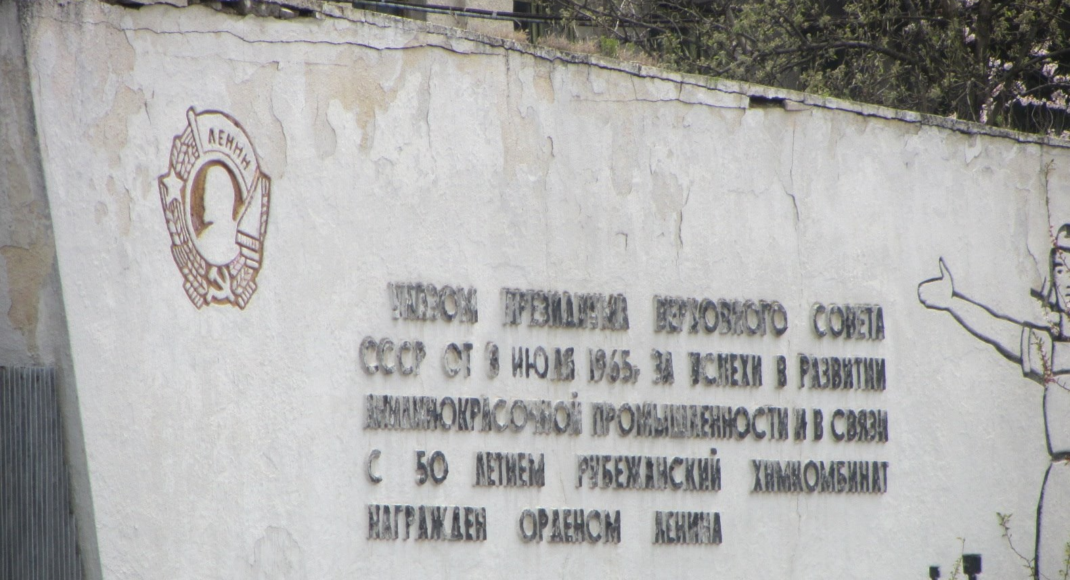 ЛЕНИН
УКАЗОМ ПРЕЗИДИУМА ВЕРХОВНОГО СОВЕТА
СССР ОТ 8 ИЮЛЯ 1965г ЗА УСПЕХИ В РАЗВИТИИ
АНИЛИНОКРАСОЧНОЙ ПРОМЫШЛЕННОСТИ И В СВЯЗИ
С 50 ЛЕТИЕМ РУБЕЖАНСКИЙ ХИМКОМБИНАТ
НАГРАЖДЕН ОРДЕНОМ ЛЕНИНА